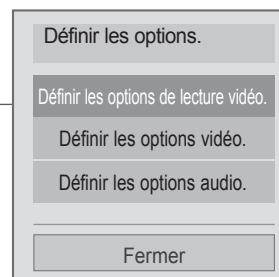 Définir les options.
Définir les options de lecture vidéo.
Définir les options vidéo.
Définir les options audio.
Fermer